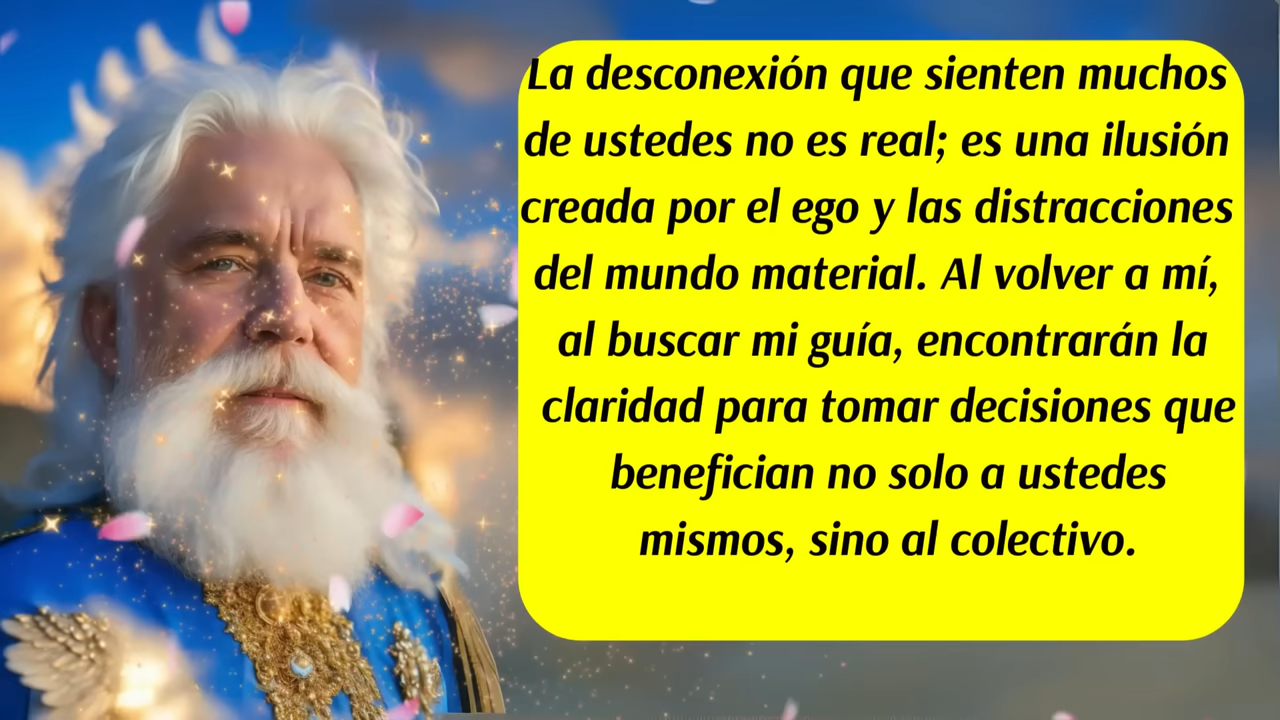 La desconexión que sienten muchos
de ustedes no es real; es una ilusión
creada por el ego y las distracciones
del mundo material. Al volver a mí,
al buscar mi guía, encontrarán la
claridad para tomar decisiones que
benefician no solo a ustedes
mismos, sino al colectivo.